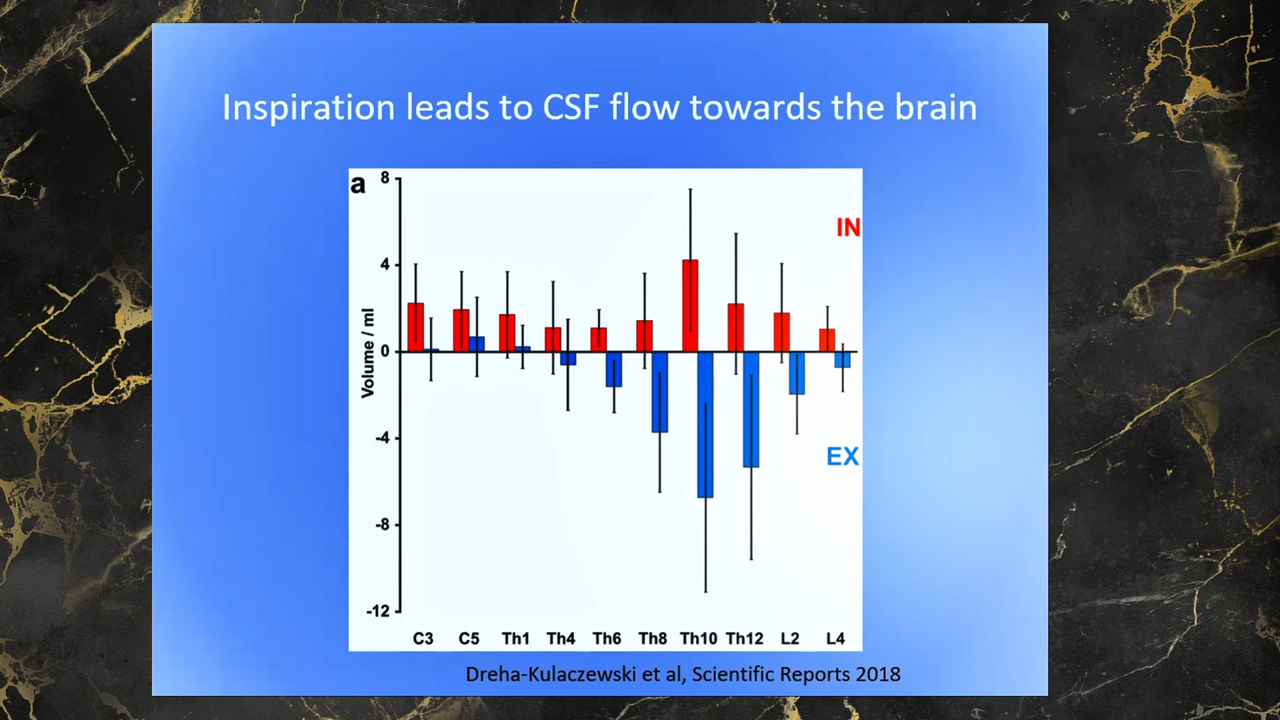 Inspiration leads to CSF flow towards the brain
a
8
IN
4
0
Volume / ml
-4
EX
-8
-12
C3 C5 Th1 Th4 Th6 Th8 Th10 Th12 L2 L4
Dreha-Kulaczewski et al, Scientific Reports 2018